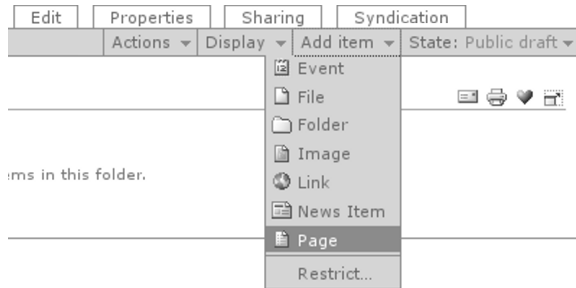 Edit Properties Sharing Syndication
Actions Display Add item State: Public draft
Event
File
Folder
Image
ms in this folder.
Link
News Item
Page
Restrict...